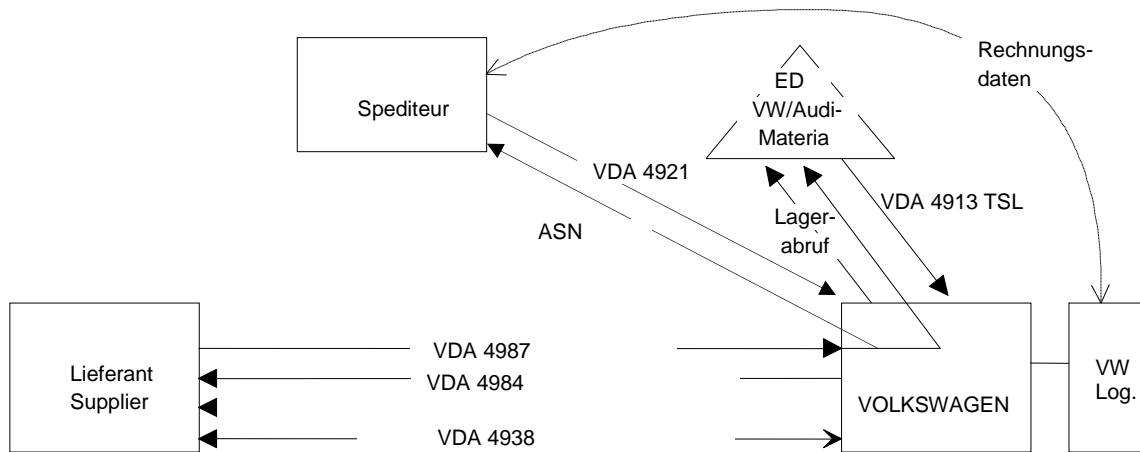 Rechnungs-
daten
ED
VW/Audi-
Materia
Spediteur
VDA 4921
VDA 4913 TSL
Lager-
abruf
ASN
VDA 4987
VDA 4984
VDA 4938
Lieferant
Supplier
VOLKSWAGEN
VW
Log.